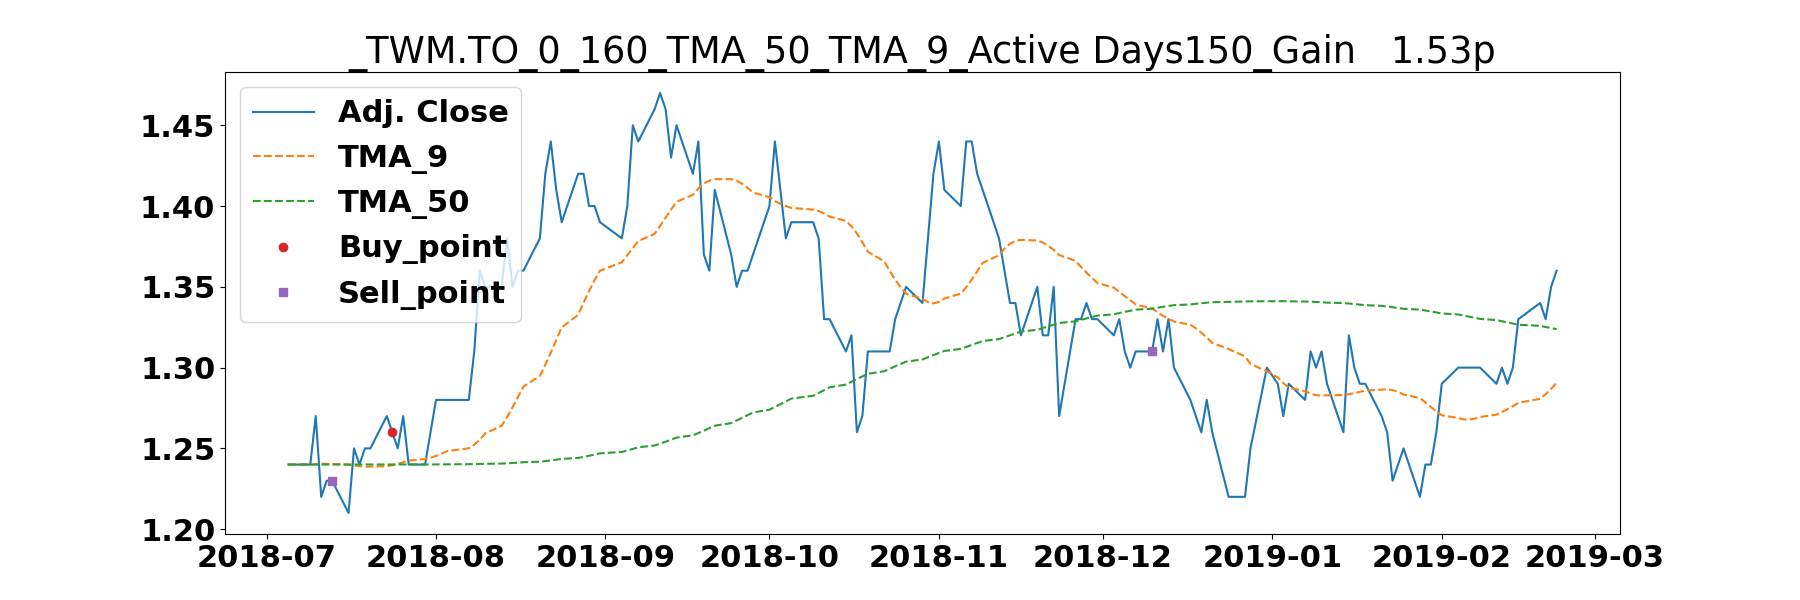 _TWM.TO_0_160_TMA_50_TMA_9_Active Days150_Gain   1.53p
Adj. Close
TMA_9
TMA_50
Buy_point
Sell_point
1.45
1.40
1.35
1.30
1.25
1.20
2018-07 2018-08 2018-09 2018-10 2018-11 2018-12 2019-01 2019-02 2019-03